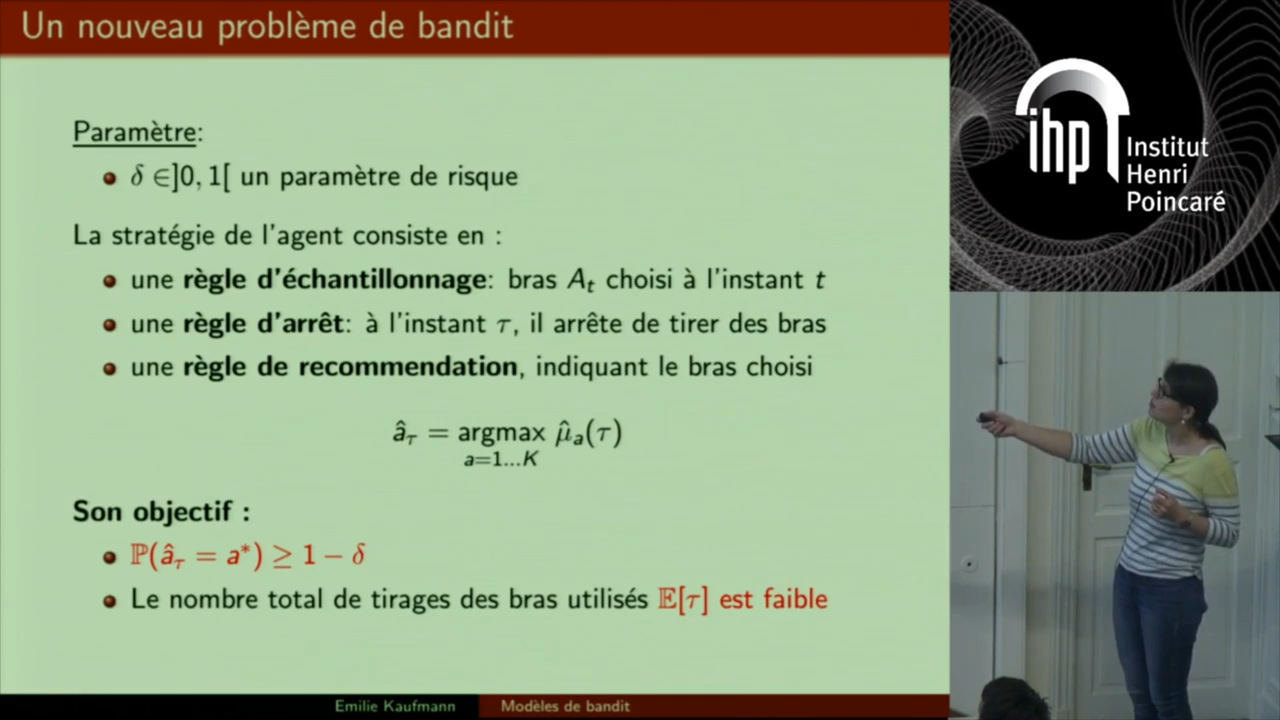 Un nouveau problème de bandit
Paramètre:
δ ∈]0, 1[ un paramètre de risque
La stratégie de l'agent consiste en :
une règle d'échantillonnage: bras Aₜ choisi à l'instant t
une règle d'arrêt: à l'instant τ, il arrête de tirer des bras
une règle de recommendation, indiquant le bras choisi
â_τ = argmax μ̂ₐ(τ)
a=1...K
Son objectif :
ℙ(â_τ = a*) ≥ 1 − δ
Le nombre total de tirages des bras utilisés 𝔼[τ] est faible
Emilie Kaufmann Modèles de bandit
ihp Institut
Henri
Poincaré